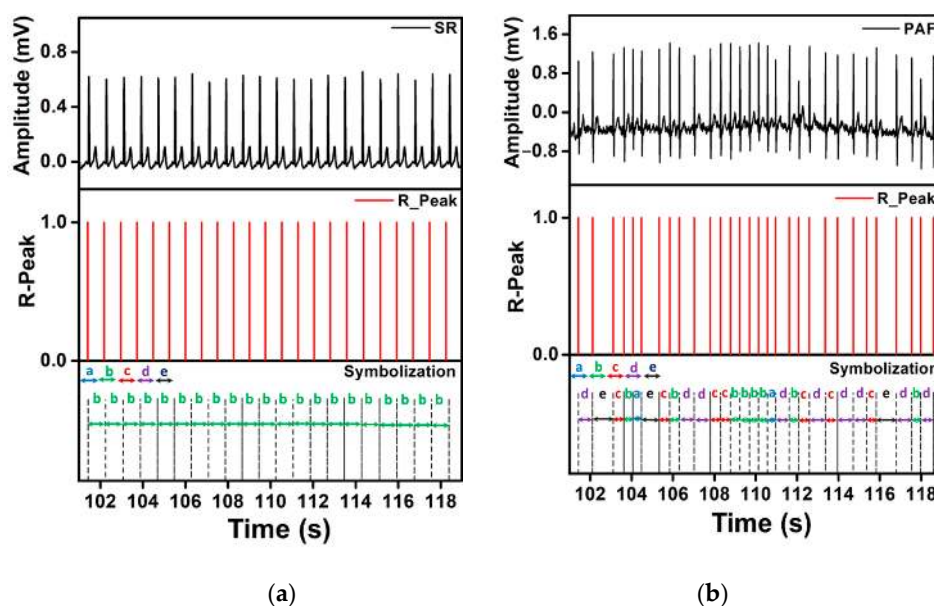 SR
0.8
0.4
0.0
Amplitude (mV)
R_Peak
1.0
0.0
R-Peak
a b c d e
Symbolization
b b b b b b b b b b b b b b b b b b b b b
102 104 106 108 110 112 114 116 118
Time (s)
(a)
PAF
1.6
0.8
0.0
−0.8
Amplitude (mV)
R_Peak
1.0
0.0
R-Peak
a b c d e
Symbolization
d e c b a e c b d d c c b b b b a d b c d c d d c e d b d
102 104 106 108 110 112 114 116 118
Time (s)
(b)